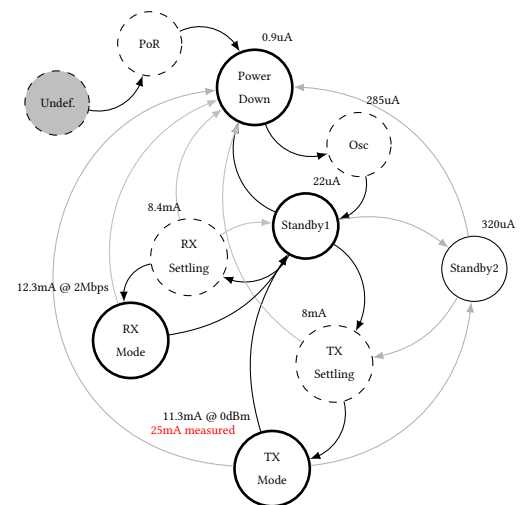 PoR
0.9uA
Power
Down
Undef.
285uA
Osc
22uA
8.4mA
Standby1
320uA
RX
Settling
Standby2
12.3mA @ 2Mbps
8mA
RX
Mode
TX
Settling
11.3mA @ 0dBm
25mA measured
TX
Mode